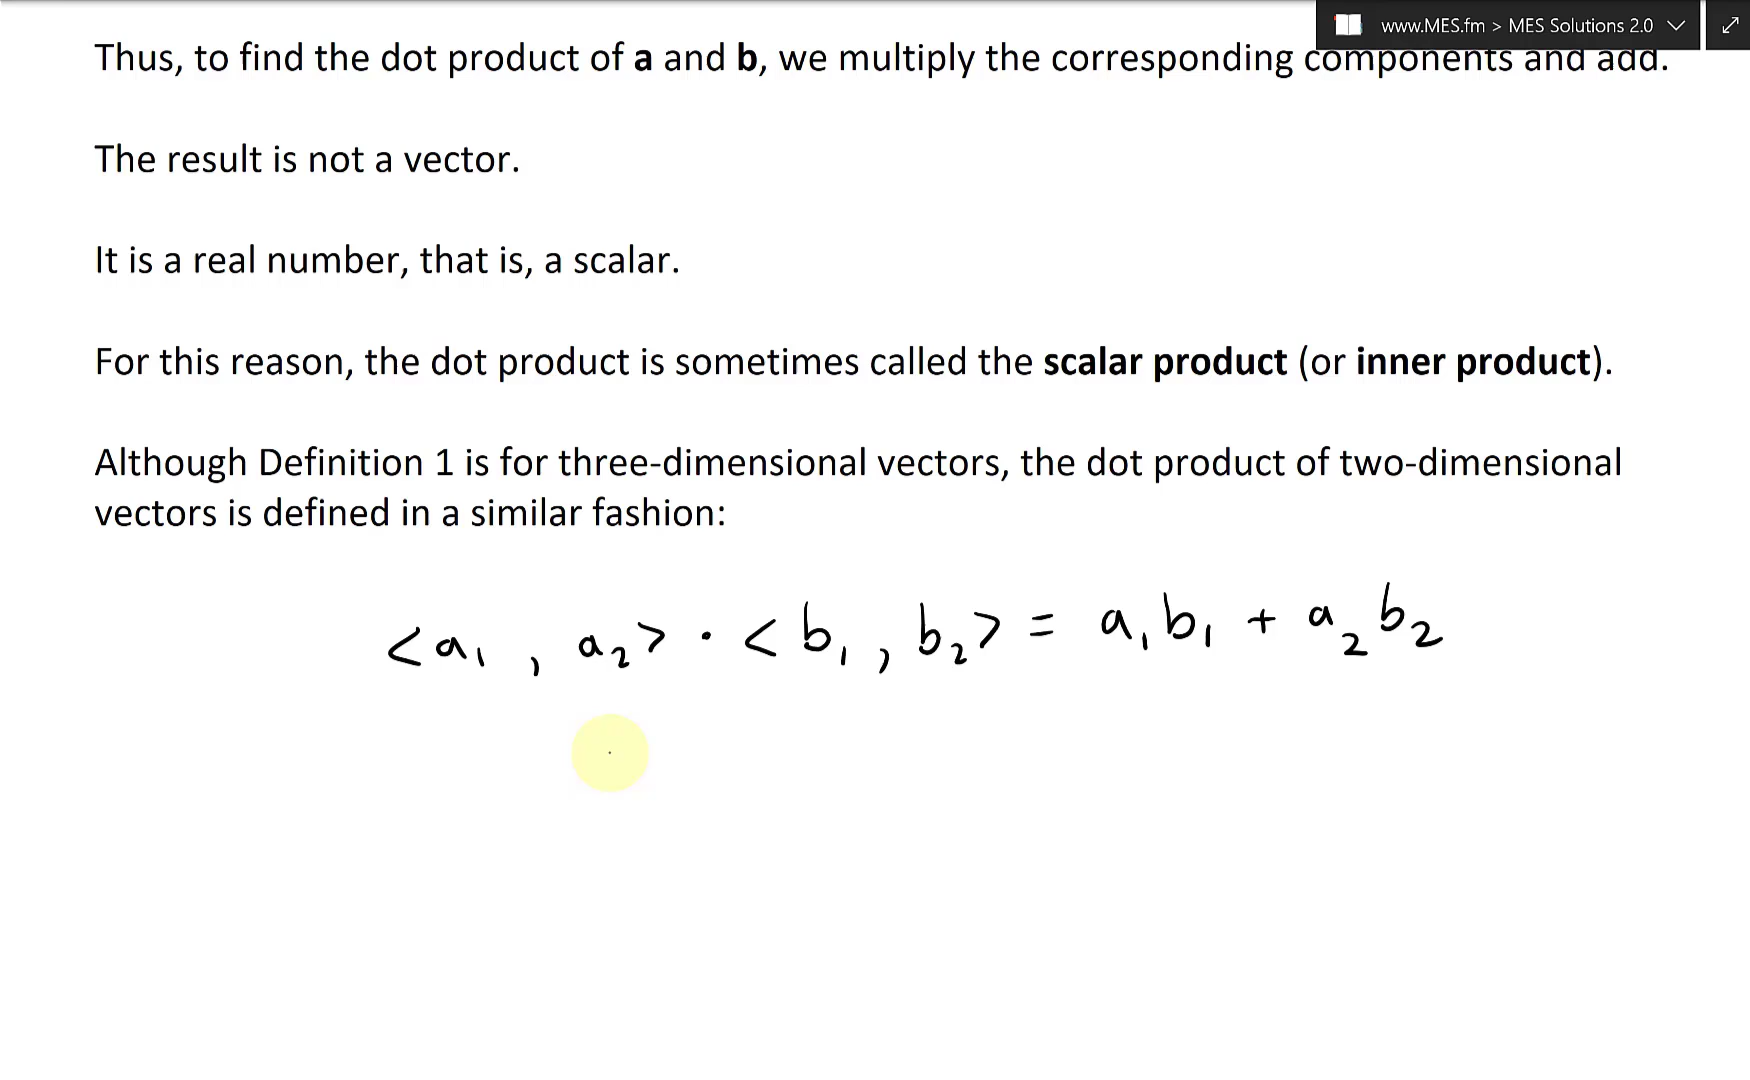 www.MES.fm > MES Solutions 2.0
Thus, to find the dot product of a and b, we multiply the corresponding components and add.
The result is not a vector.
It is a real number, that is, a scalar.
For this reason, the dot product is sometimes called the scalar product (or inner product).
Although Definition 1 is for three-dimensional vectors, the dot product of two-dimensional
vectors is defined in a similar fashion:
<a₁, a₂> · <b₁, b₂> = a₁b₁ + a₂b₂